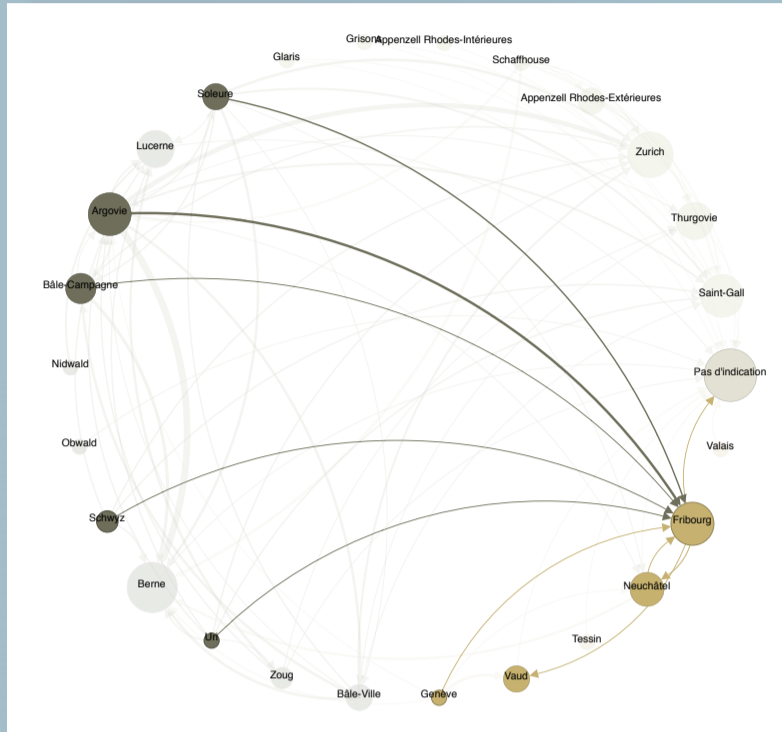 Grisons
Appenzell Rhodes-Intérieures
Glaris
Schaffhouse
Soleure
Appenzell Rhodes-Extérieures
Lucerne
Zurich
Argovie
Thurgovie
Bâle-Campagne
Saint-Gall
Nidwald
Pas d'indication
Obwald
Valais
Schwyz
Fribourg
Berne
Neuchâtel
Uri
Tessin
Zoug
Vaud
Bâle-Ville
Genève